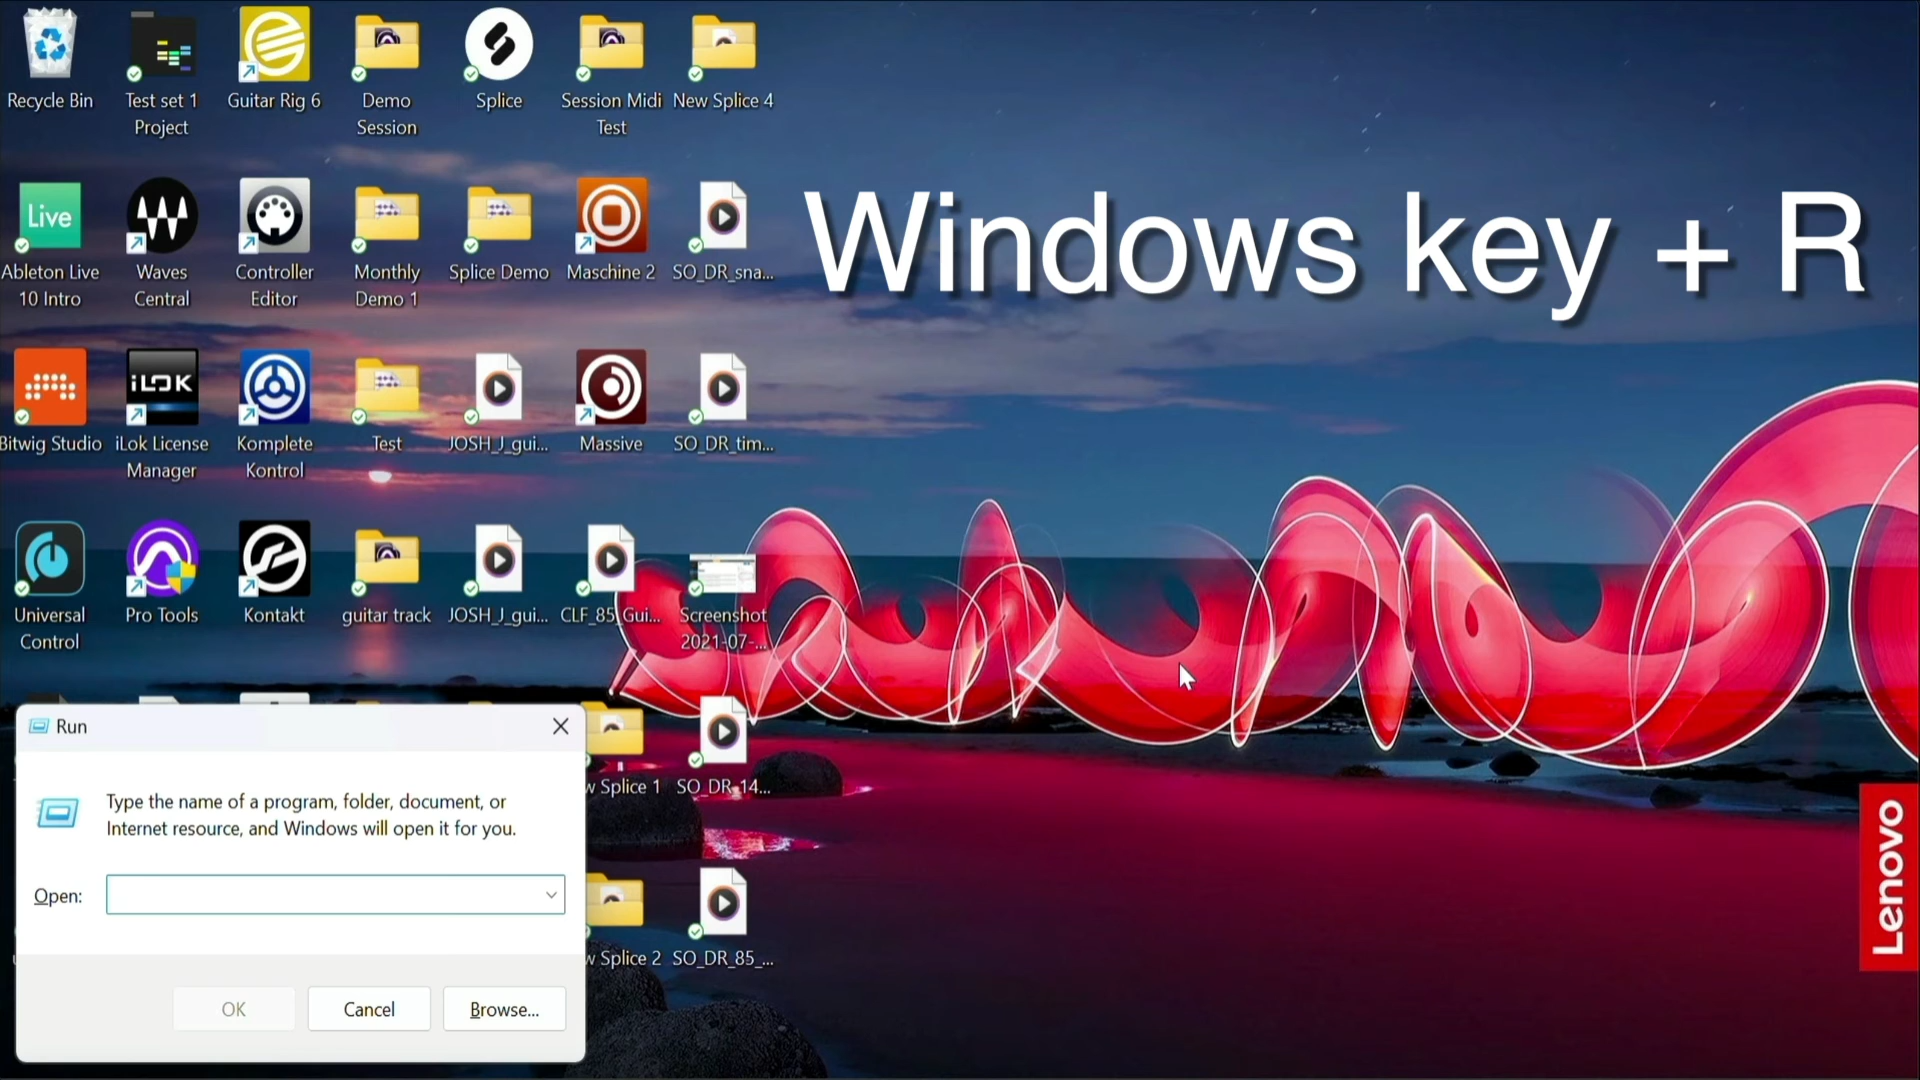 Recycle Bin
Test set 1
Project
Guitar Rig 6
Demo
Session
Splice
Session Midi
Test
New Splice 4
Live
Ableton Live
10 Intro
Waves
Central
Controller
Editor
Monthly
Demo 1
Splice Demo
Maschine 2
SO_DR_sna...
Windows key + R
Bitwig Studio
iLOK
iLok License
Manager
Komplete
Kontrol
Test
JOSH_J_gui...
Massive
SO_DR_tim...
Universal
Control
Pro Tools
Kontakt
guitar track
JOSH_J_gui...
CLF_85_Gui...
Screenshot
2021-07-...
w Splice 1
SO_DR_14...
w Splice 2
SO_DR_85_...
Run
Type the name of a program, folder, document, or
Internet resource, and Windows will open it for you.
Open:
OK
Cancel
Browse...
Lenovo